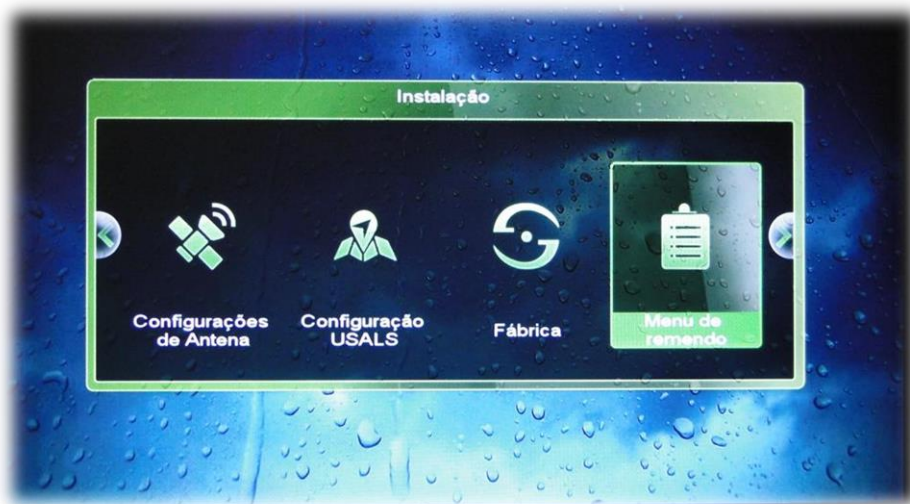 Instalação
Configurações
de Antena
Configuração
USALS
Fábrica
Menu de
remendo